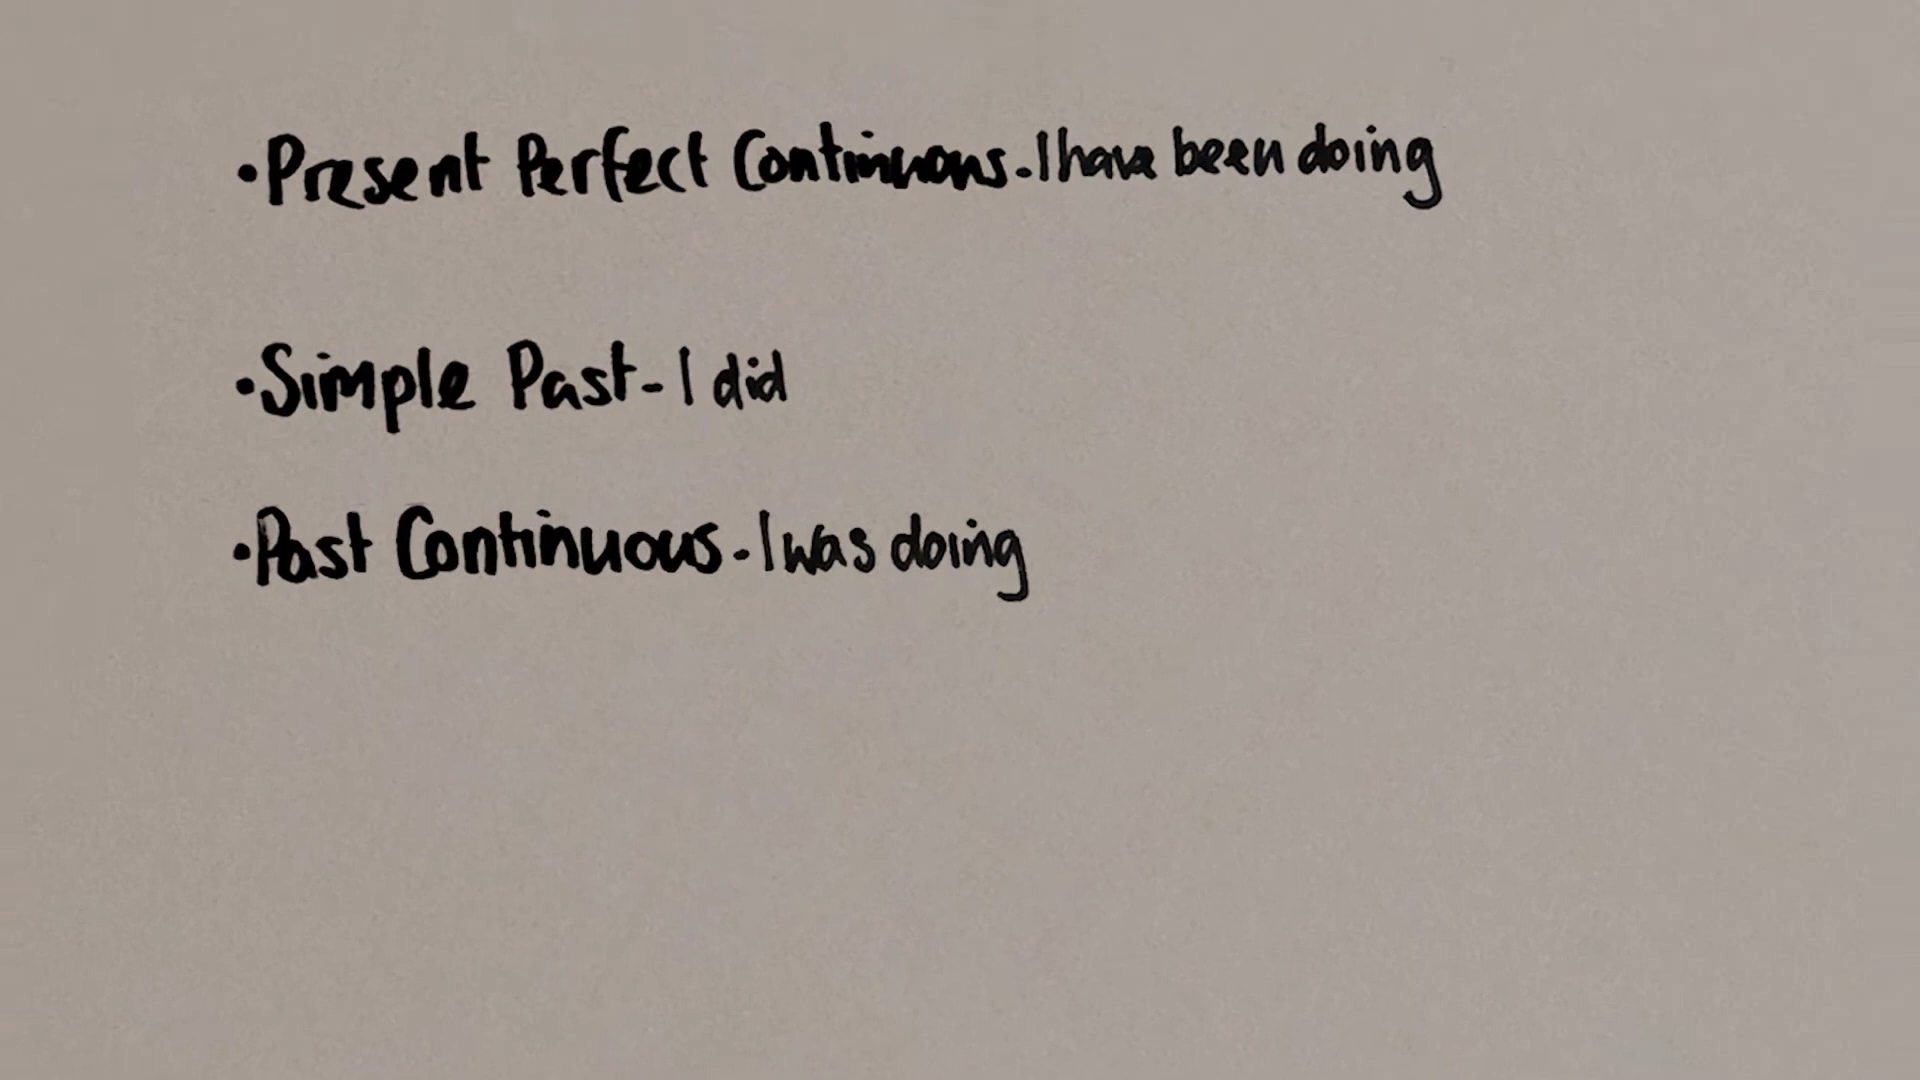 •Present Perfect Continuous-I have been doing
•Simple Past-I did
•Past Continuous-I was doing